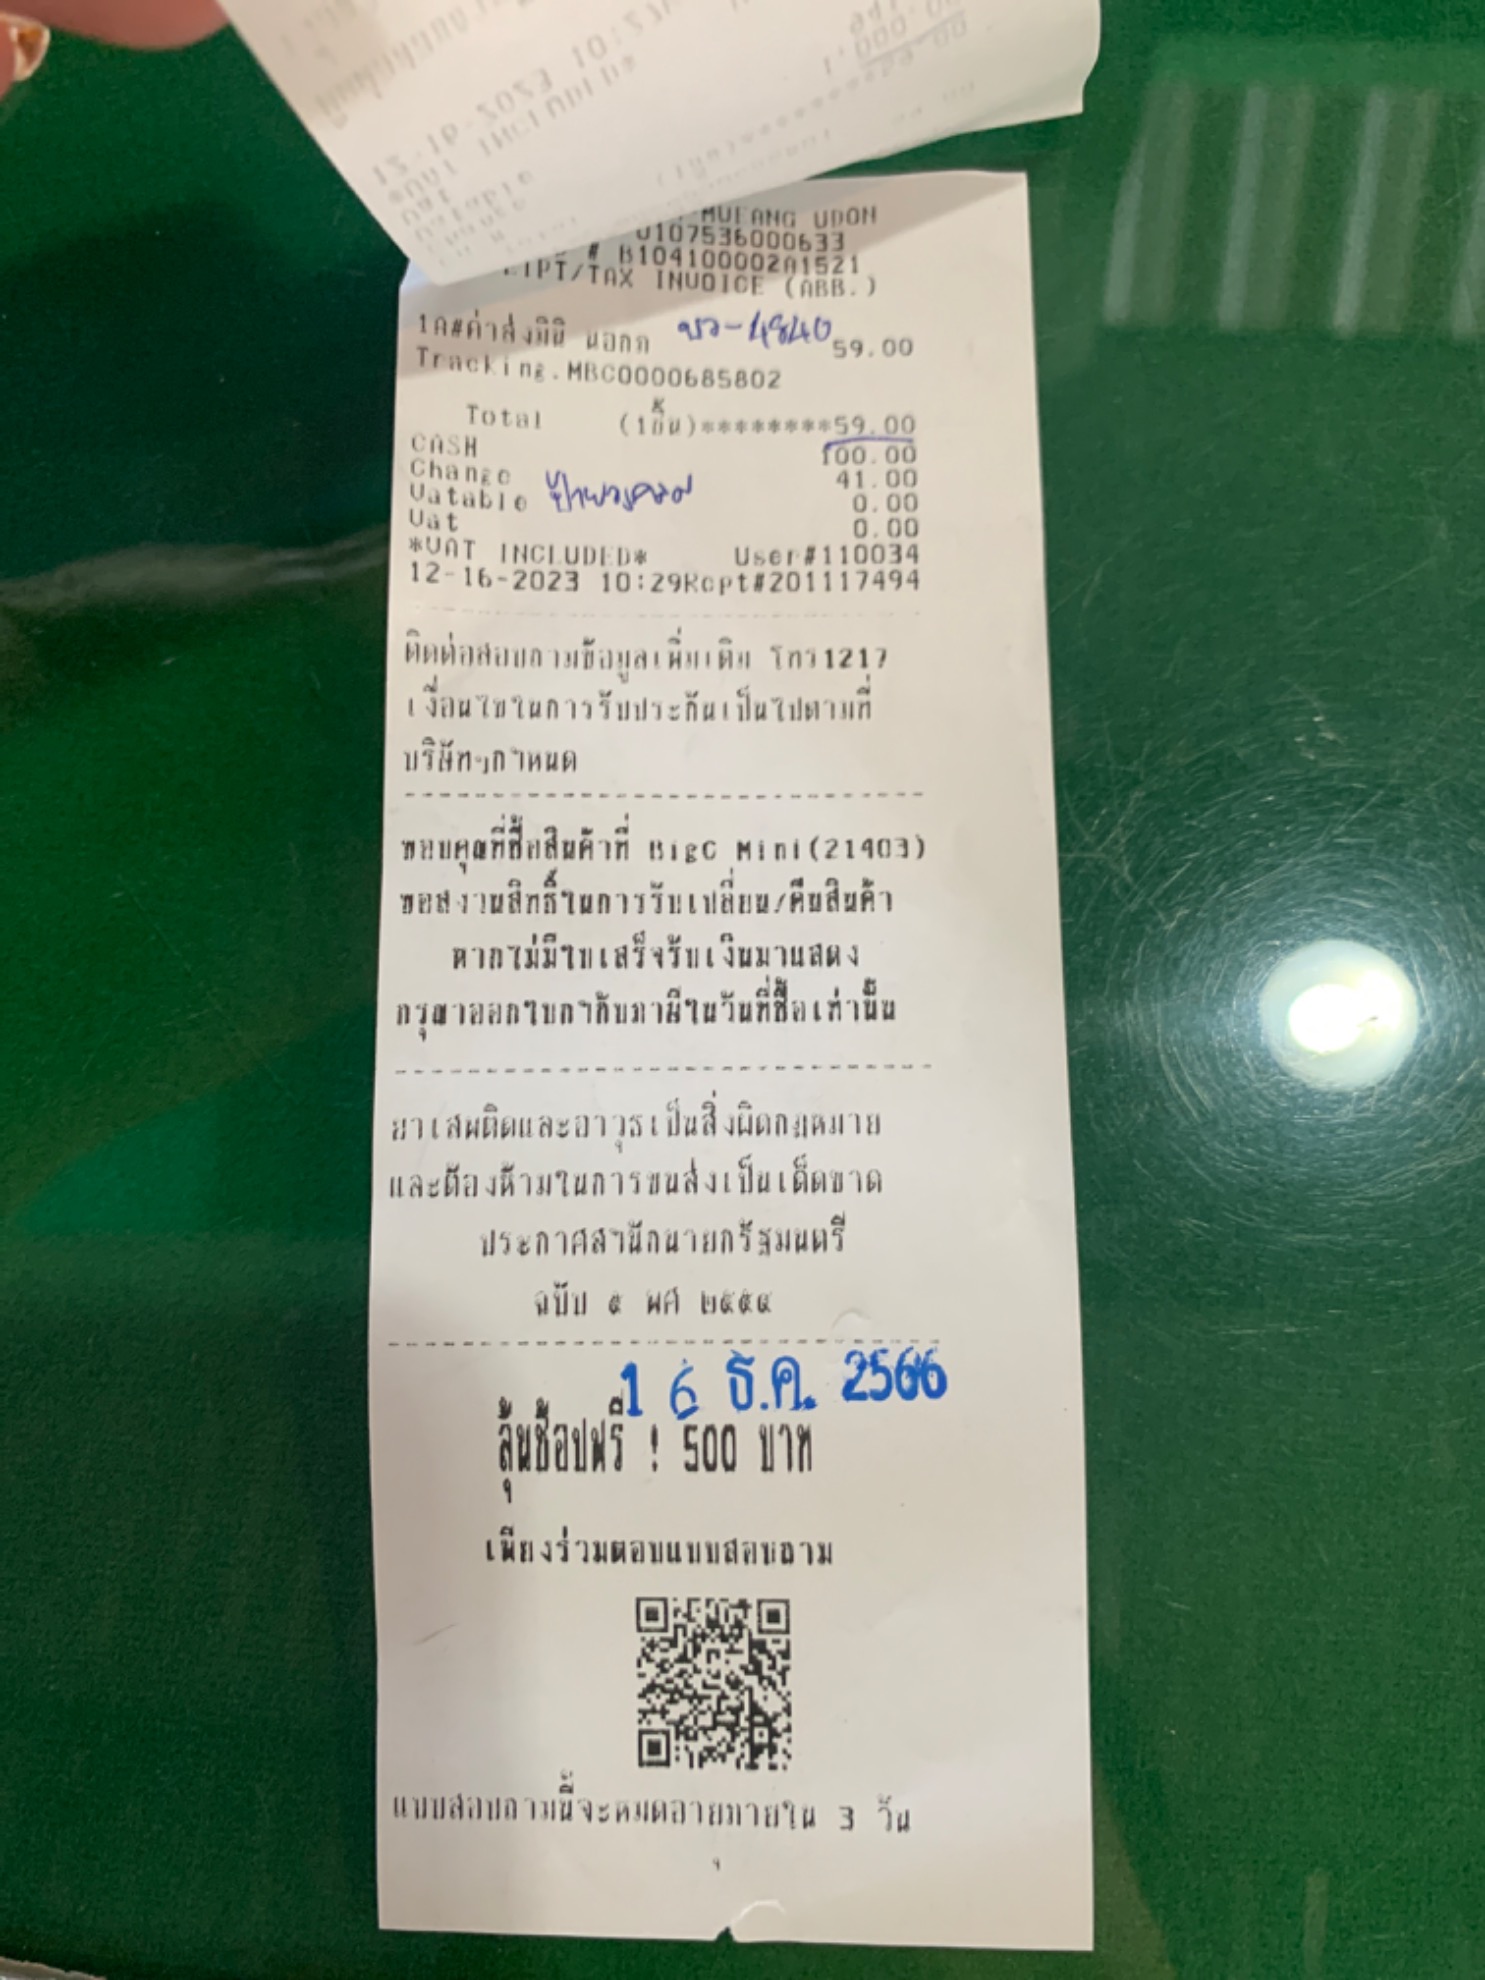 MUEANG UDON
0107536000633
# B104100002A1521
RECEIPT/TAX INVOICE (ABB.)
1A#ค่าส่งมินิ นอกก บว-4840 59.00
Tracking.MBC0000685802
Total (1ชิ้น)********59.00
CASH 100.00
Change 41.00
Vatable 0.00
Vat 0.00
*VAT INCLUDED* User#110034
12-16-2023 10:29Rcpt#201117494
ติดต่อสอบถามข้อมูลเพิ่มเติม โทร1217
เงื่อนไขในการรับประกันเป็นไปตามที่
บริษัทฯกำหนด
ขอบคุณที่ซื้อสินค้าที่ BigC Mini(21403)
ขอสงวนสิทธิ์ในการรับเปลี่ยน/คืนสินค้า
หากไม่มีใบเสร็จรับเงินมาแสดง
กรุณาออกใบกำกับภาษีในวันที่ซื้อเท่านั้น
ยาเสพติดและอาวุธเป็นสิ่งผิดกฎหมาย
และต้องห้ามในการขนส่งเป็นเด็ดขาด
ประกาศสำนักนายกรัฐมนตรี
ฉบับ ๕ พศ ๒๕๕๔
16 ธ.ค. 2566
ลุ้นช้อปฟรี ! 500 บาท
เพียงร่วมตอบแบบสอบถาม
แบบสอบถามนี้จะหมดอายุภายใน 3 วัน